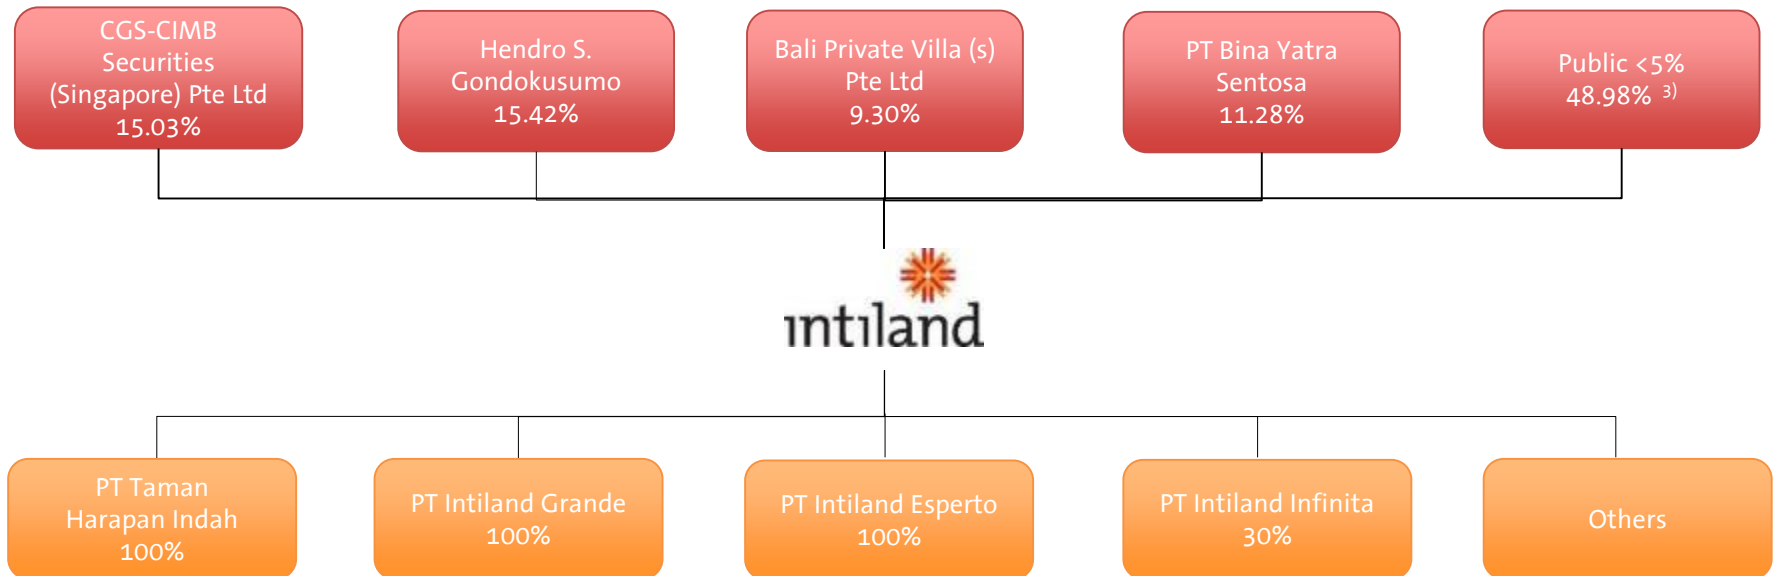 CGS-CIMB
Securities
(Singapore) Pte Ltd
15.03%
Hendro S.
Gondokusumo
15.42%
Bali Private Villa (s)
Pte Ltd
9.30%
PT Bina Yatra
Sentosa
11.28%
Public <5%
48.98% 3)
intiland
PT Taman
Harapan Indah
100%
PT Intiland Grande
100%
PT Intiland Esperto
100%
PT Intiland Infinita
30%
Others